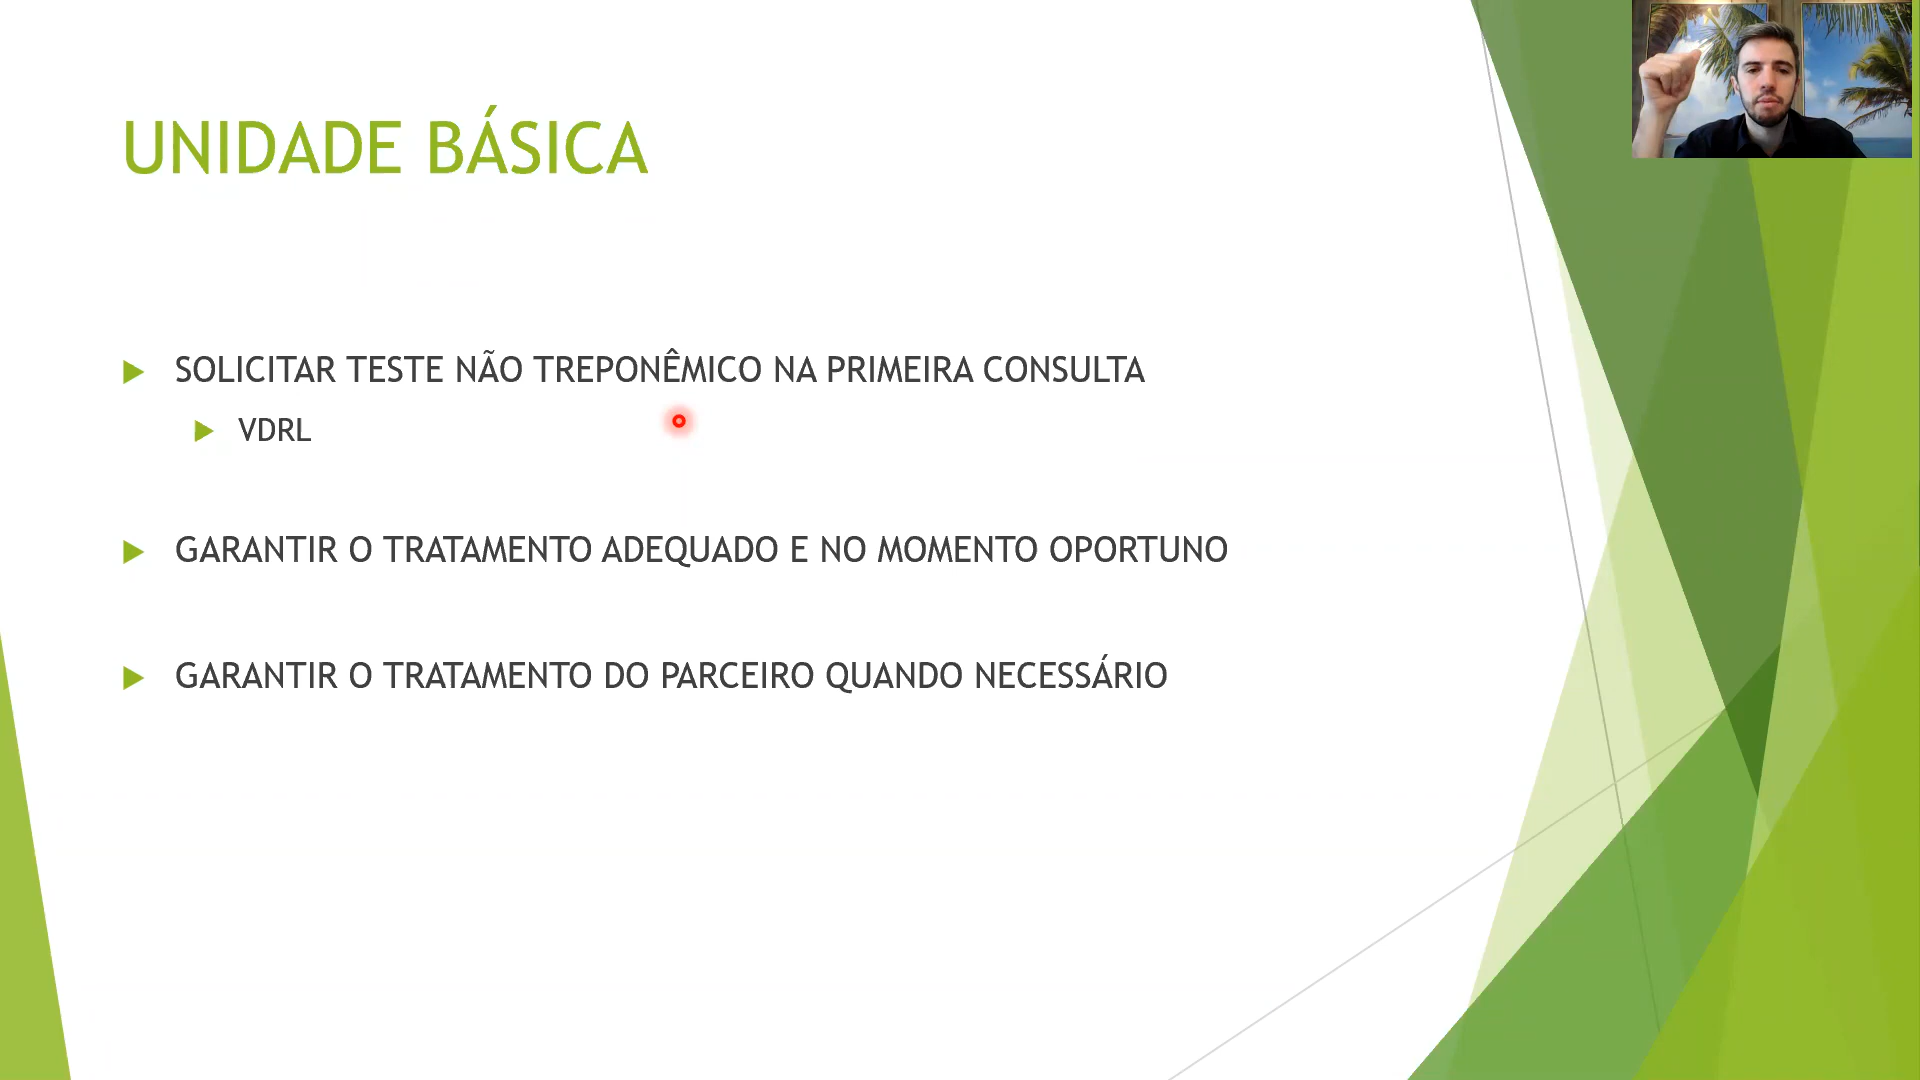 UNIDADE BÁSICA
SOLICITAR TESTE NÃO TREPONÊMICO NA PRIMEIRA CONSULTA
VDRL
GARANTIR O TRATAMENTO ADEQUADO E NO MOMENTO OPORTUNO
GARANTIR O TRATAMENTO DO PARCEIRO QUANDO NECESSÁRIO